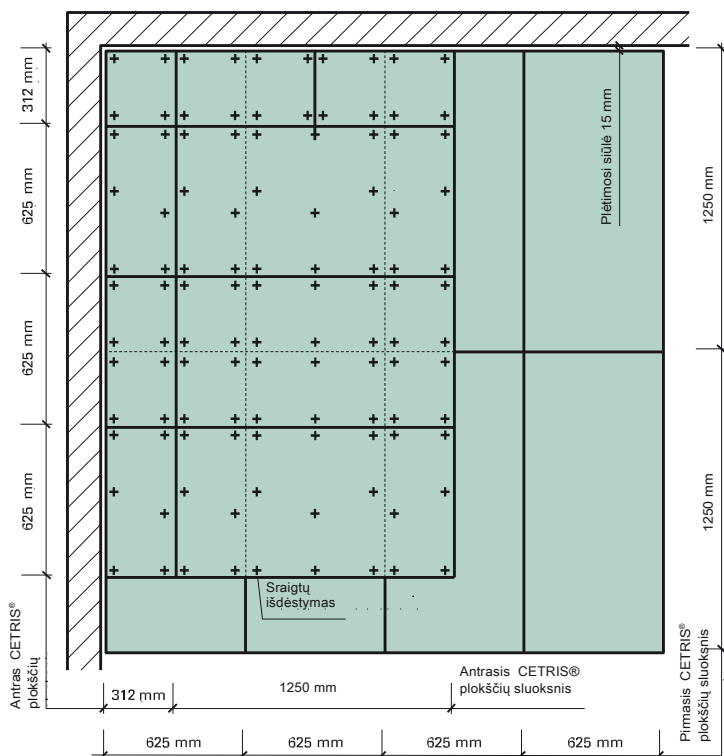 312 mm
625 mm
625 mm
625 mm
Antras CETRIS®
plokščių
Plėtimosi siūlė 15 mm
1250 mm
1250 mm
Pirmasis CETRIS®
plokščių sluoksnis
Sraigtų
išdėstymas
312 mm
1250 mm
Antrasis CETRIS®
plokščių sluoksnis
625 mm
625 mm
625 mm
625 mm